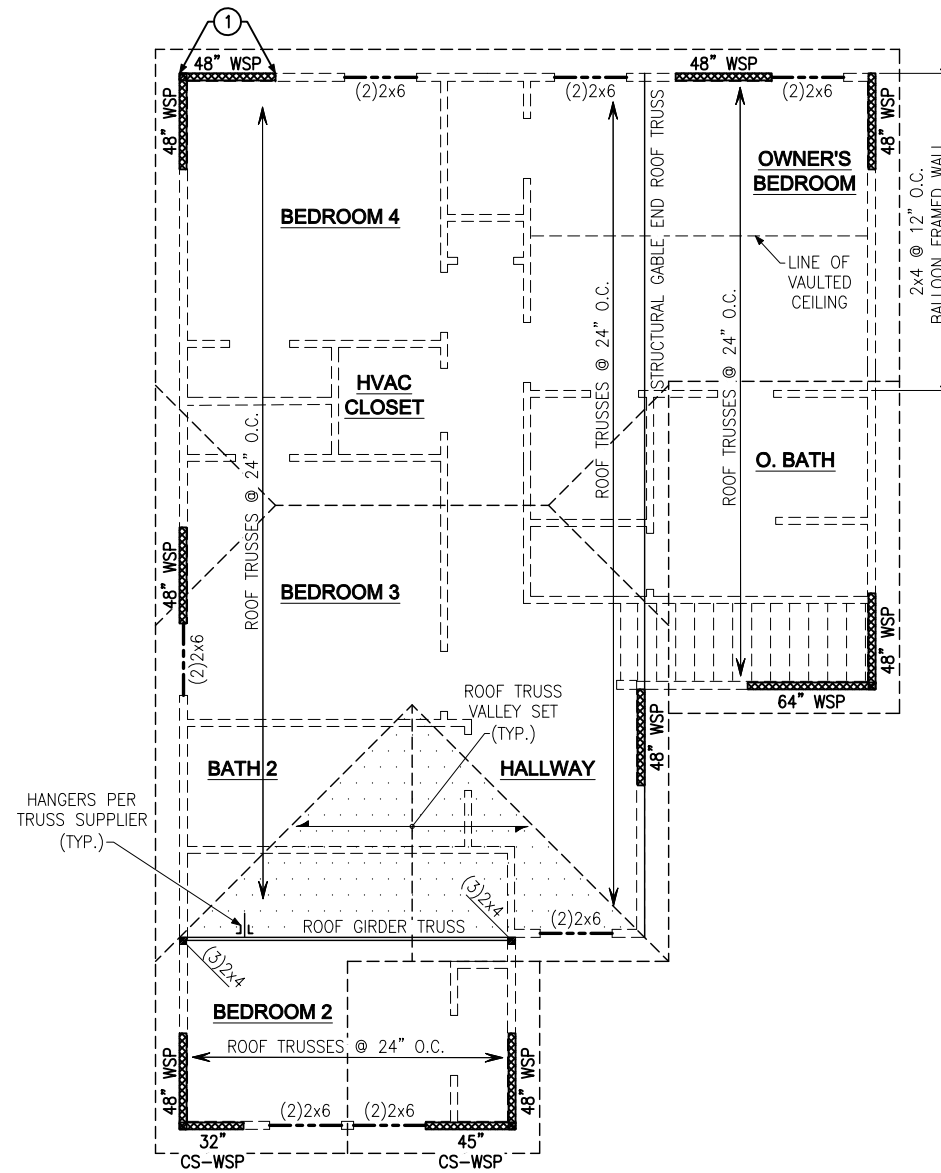 1
48" WSP
48" WSP
48" WSP
48" WSP
48" WSP
(2)2x6
(2)2x6
(2)2x6
OWNER'S
BEDROOM
BEDROOM 4
LINE OF
VAULTED
CEILING
2x4 @ 12" O.C.
BALLOON FRAMED WALL
STRUCTURAL GABLE END ROOF TRUSS
ROOF TRUSSES @ 24" O.C.
ROOF TRUSSES @ 24" O.C.
ROOF TRUSSES @ 24" O.C.
HVAC
CLOSET
O. BATH
48" WSP
BEDROOM 3
48" WSP
(2)2x6
64" WSP
ROOF TRUSS
VALLEY SET
(TYP.)
48" WSP
BATH 2
HALLWAY
HANGERS PER
TRUSS SUPPLIER
(TYP.)
(3)2x4
(2)2x6
ROOF GIRDER TRUSS
(3)2x4
BEDROOM 2
ROOF TRUSSES @ 24" O.C.
48" WSP
48" WSP
(2)2x6
(2)2x6
32"
CS-WSP
45"
CS-WSP